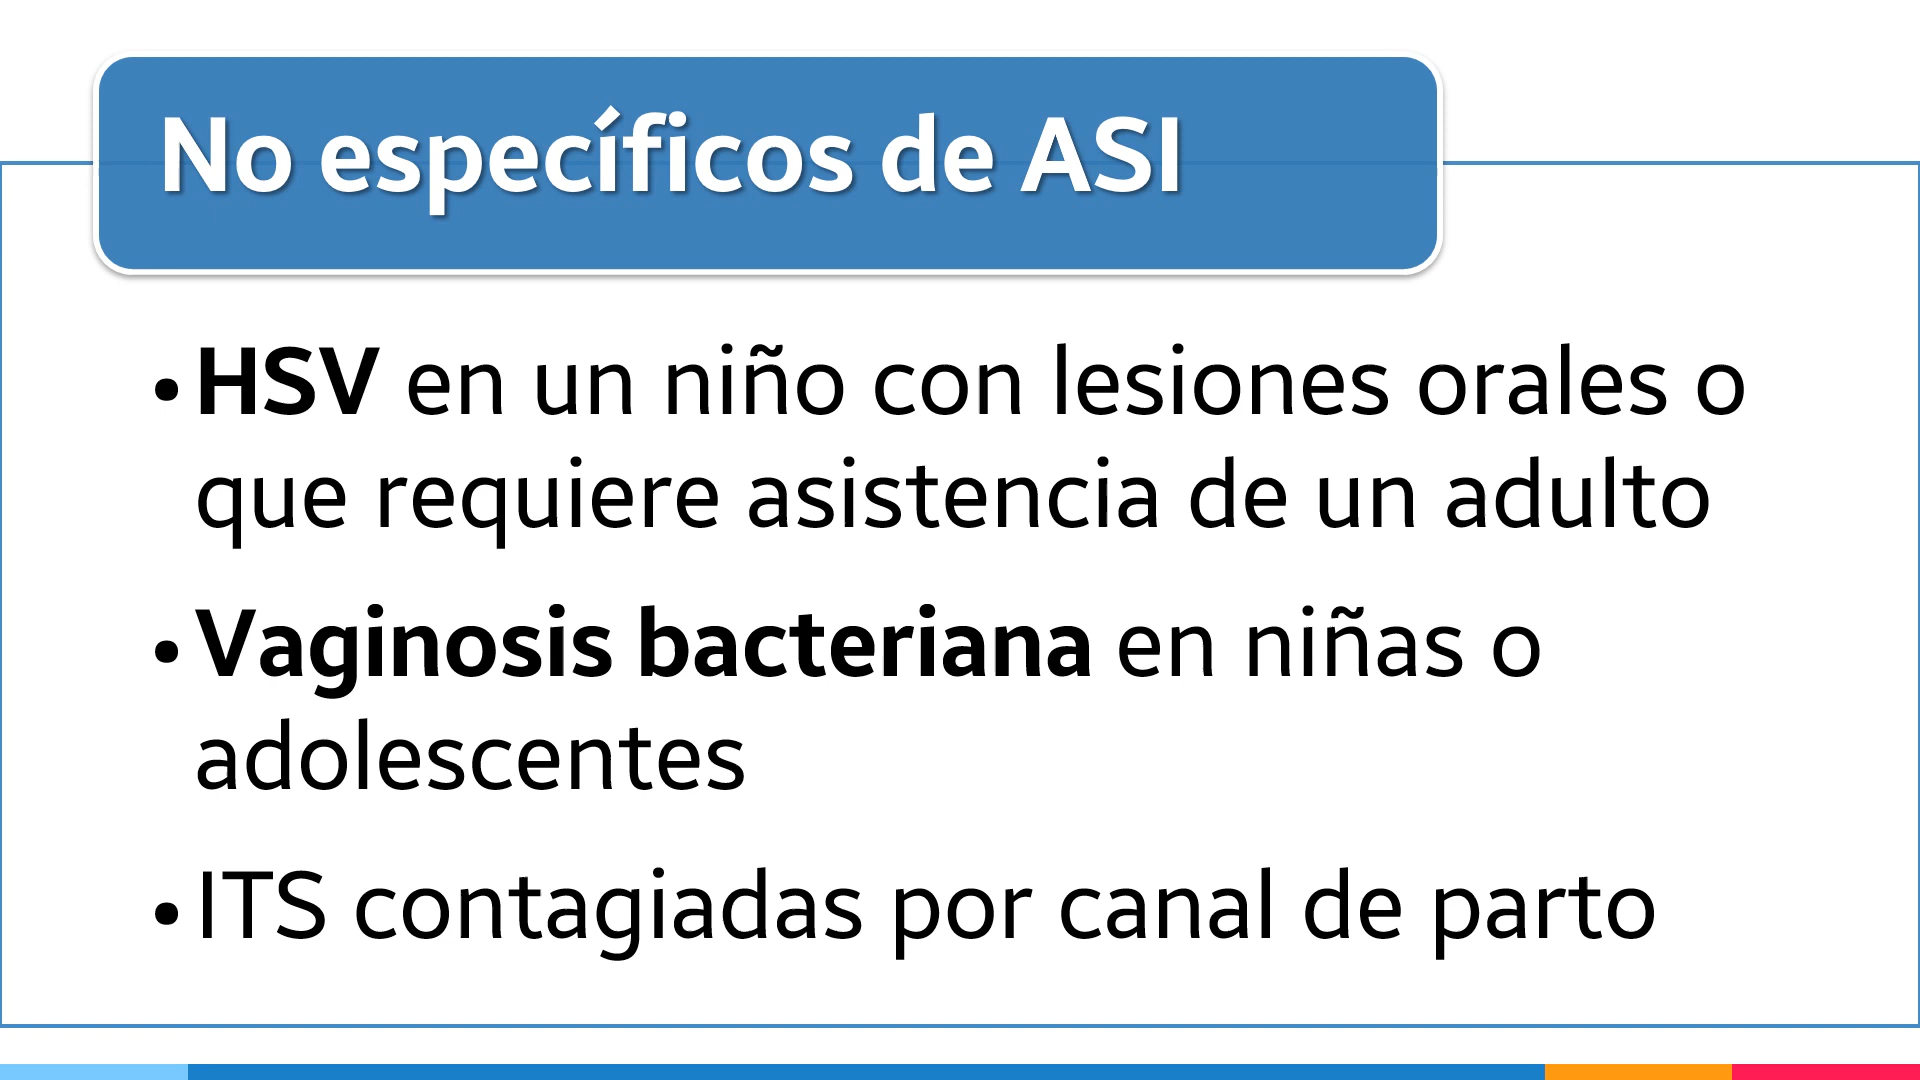 No específicos de ASI
• HSV en un niño con lesiones orales o
que requiere asistencia de un adulto
• Vaginosis bacteriana en niñas o
adolescentes
• ITS contagiadas por canal de parto